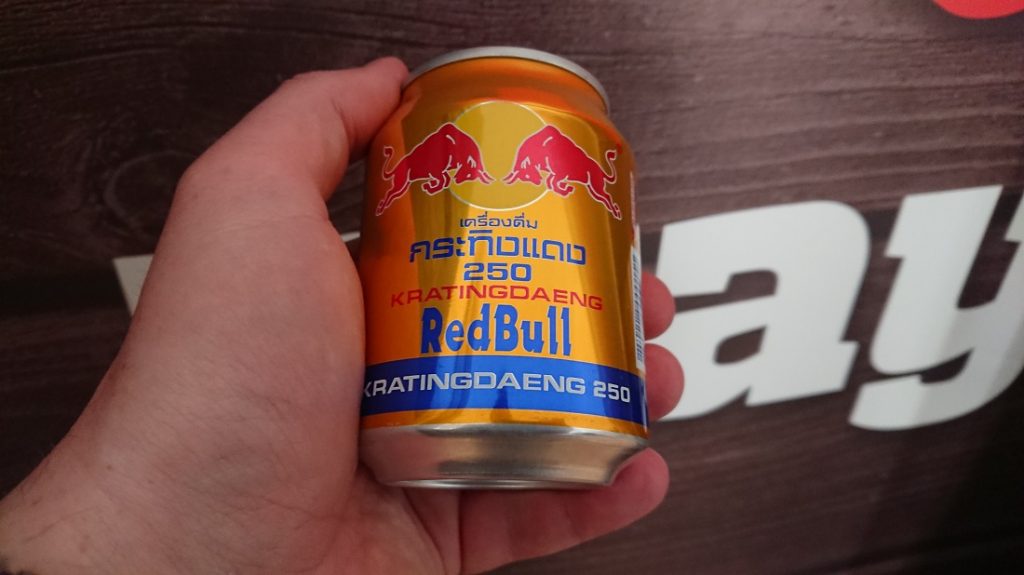 เครื่องดื่ม
กระทิงแดง
250
KRATINGDAENG
RedBull
KRATINGDAENG 250
ay